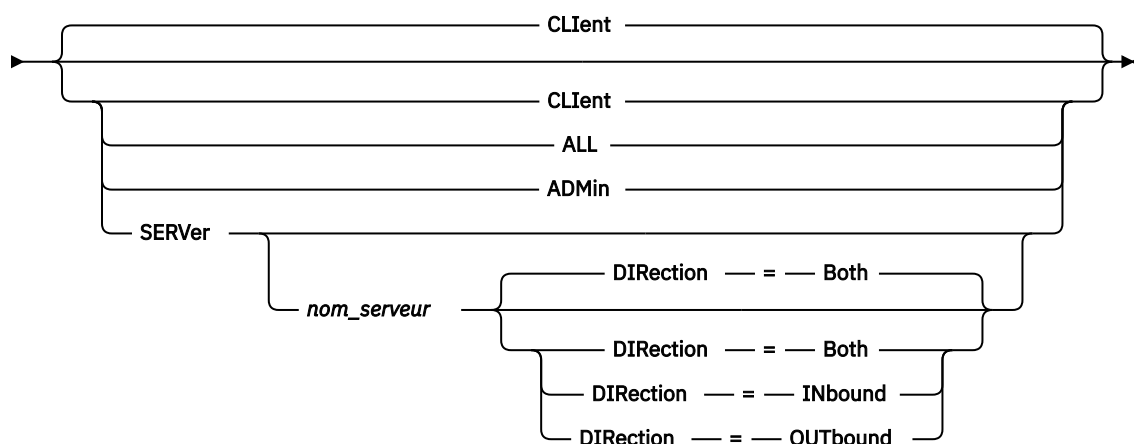 CLIent
CLIent
ALL
ADMin
SERVer
DIRection = Both
nom_serveur
DIRection = Both
DIRection = INbound
DIRection = OUTbound